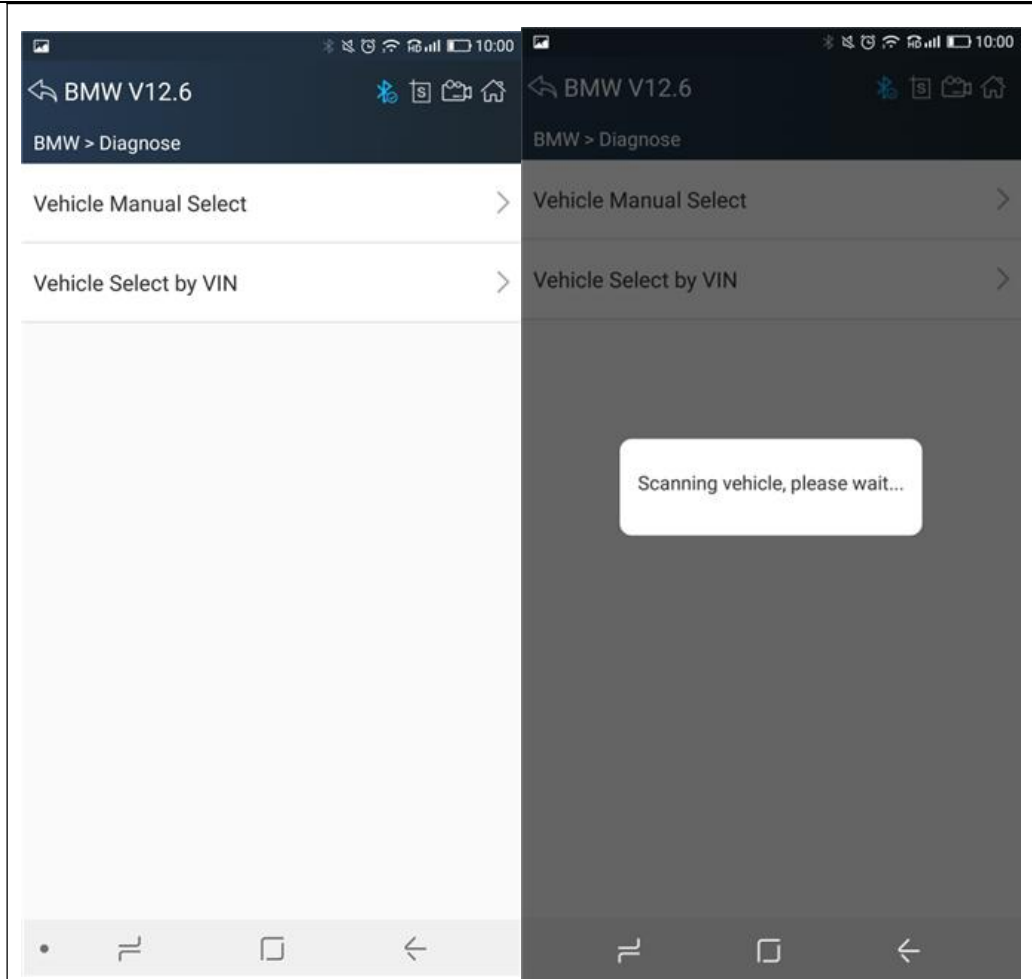 10:00
BMW V12.6
BMW > Diagnose
Vehicle Manual Select
Vehicle Select by VIN
10:00
BMW V12.6
BMW > Diagnose
Vehicle Manual Select
Vehicle Select by VIN
Scanning vehicle, please wait...